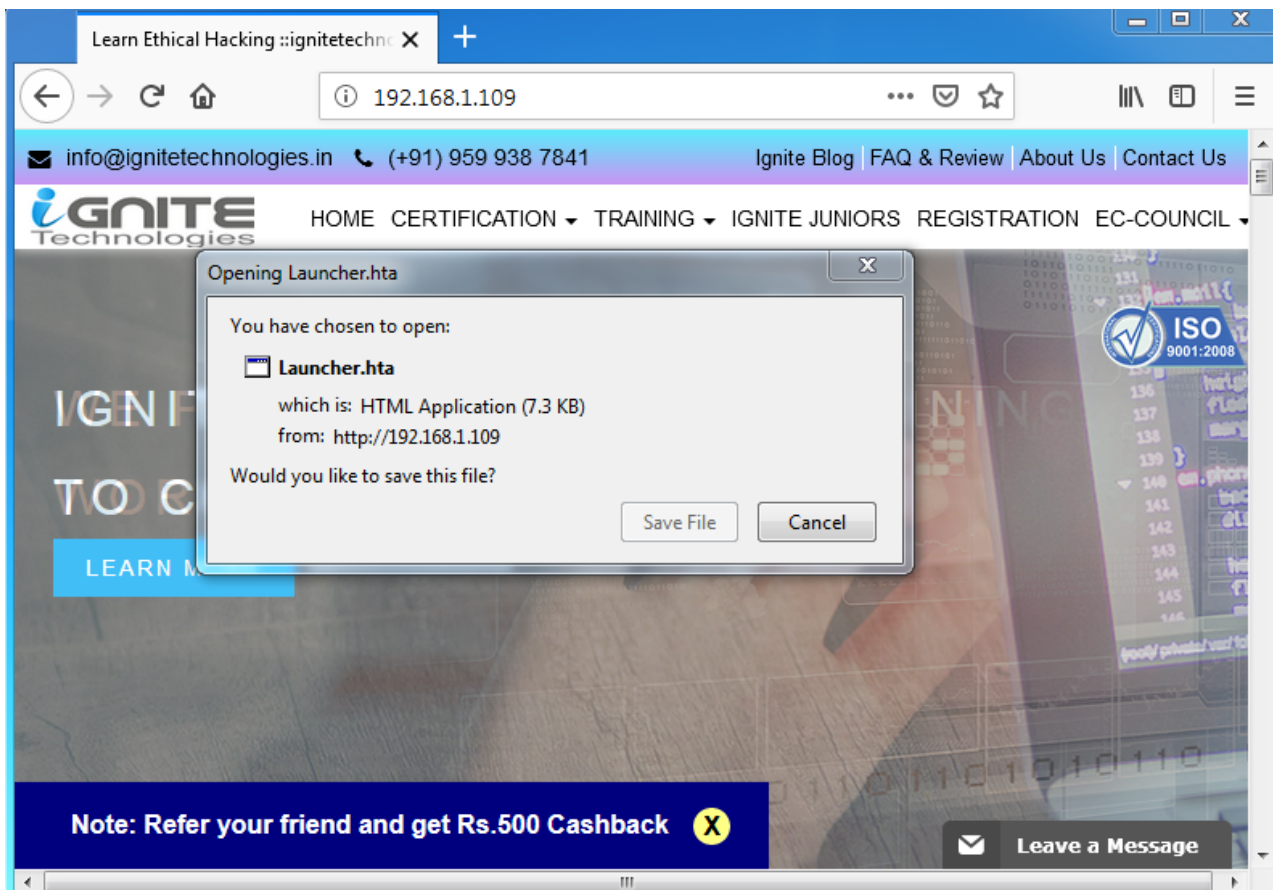 Learn Ethical Hacking ::ignitetechno
192.168.1.109
info@ignitetechnologies.in (+91) 959 938 7841 Ignite Blog FAQ & Review About Us Contact Us
iGNITE
Technologies
HOME CERTIFICATION TRAINING IGNITE JUNIORS REGISTRATION EC-COUNCIL
Opening Launcher.hta
You have chosen to open:
Launcher.hta
which is: HTML Application (7.3 KB)
from: http://192.168.1.109
Would you like to save this file?
Save File Cancel
ISO
9001:2008
TO C
LEARN M
Note: Refer your friend and get Rs.500 Cashback X
Leave a Message